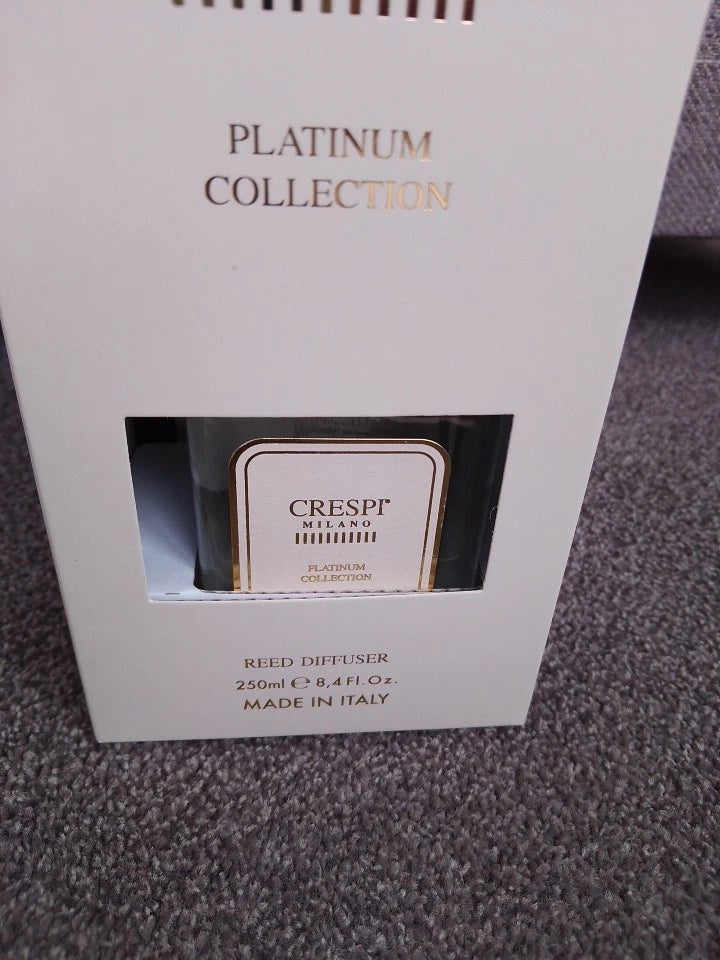 PLATINUM
COLLECTION
CRESPI
MILANO
PLATINUM
COLLECTION
REED DIFFUSER
250ml ℮ 8,4 Fl. Oz.
MADE IN ITALY